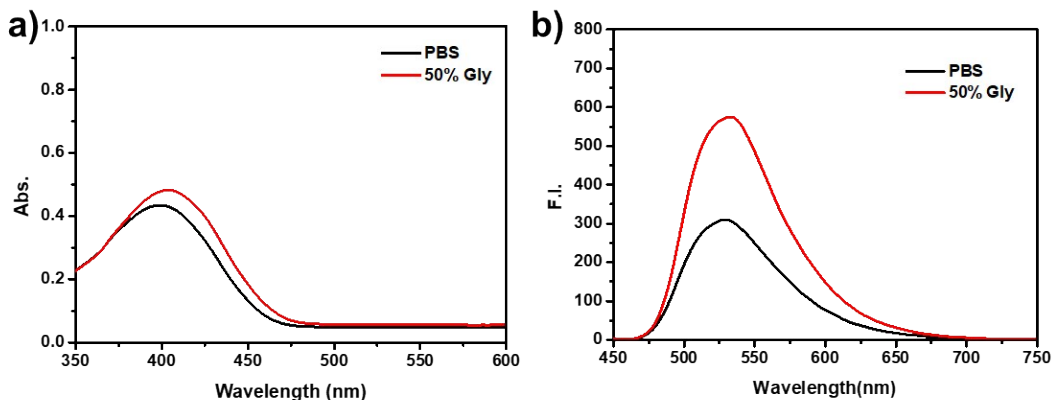 a)
1.0
0.8
0.6
0.4
0.2
0.0
Abs.
PBS
50% Gly
350 400 450 500 550 600
Wavelength (nm)
b)
800
700
600
500
400
300
200
100
0
F.I.
PBS
50% Gly
450 500 550 600 650 700 750
Wavelength(nm)